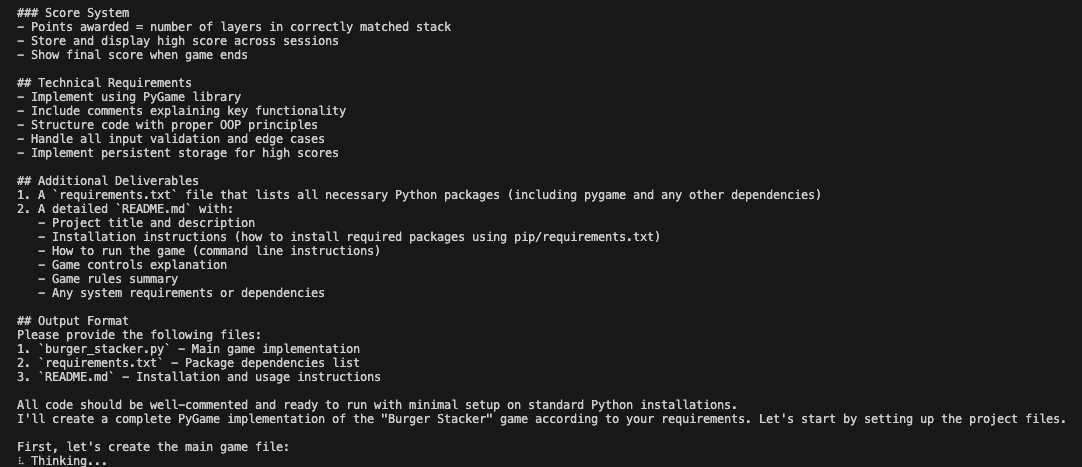 ### Score System
- Points awarded = number of layers in correctly matched stack
- Store and display high score across sessions
- Show final score when game ends
## Technical Requirements
- Implement using PyGame library
- Include comments explaining key functionality
- Structure code with proper OOP principles
- Handle all input validation and edge cases
- Implement persistent storage for high scores
## Additional Deliverables
1. A `requirements.txt` file that lists all necessary Python packages (including pygame and any other dependencies)
2. A detailed `README.md` with:
   - Project title and description
   - Installation instructions (how to install required packages using pip/requirements.txt)
   - How to run the game (command line instructions)
   - Game controls explanation
   - Game rules summary
   - Any system requirements or dependencies
## Output Format
Please provide the following files:
1. `burger_stacker.py` - Main game implementation
2. `requirements.txt` - Package dependencies list
3. `README.md` - Installation and usage instructions
All code should be well-commented and ready to run with minimal setup on standard Python installations.
I'll create a complete PyGame implementation of the "Burger Stacker" game according to your requirements. Let's start by setting up the project files.
First, let's create the main game file:
Thinking...